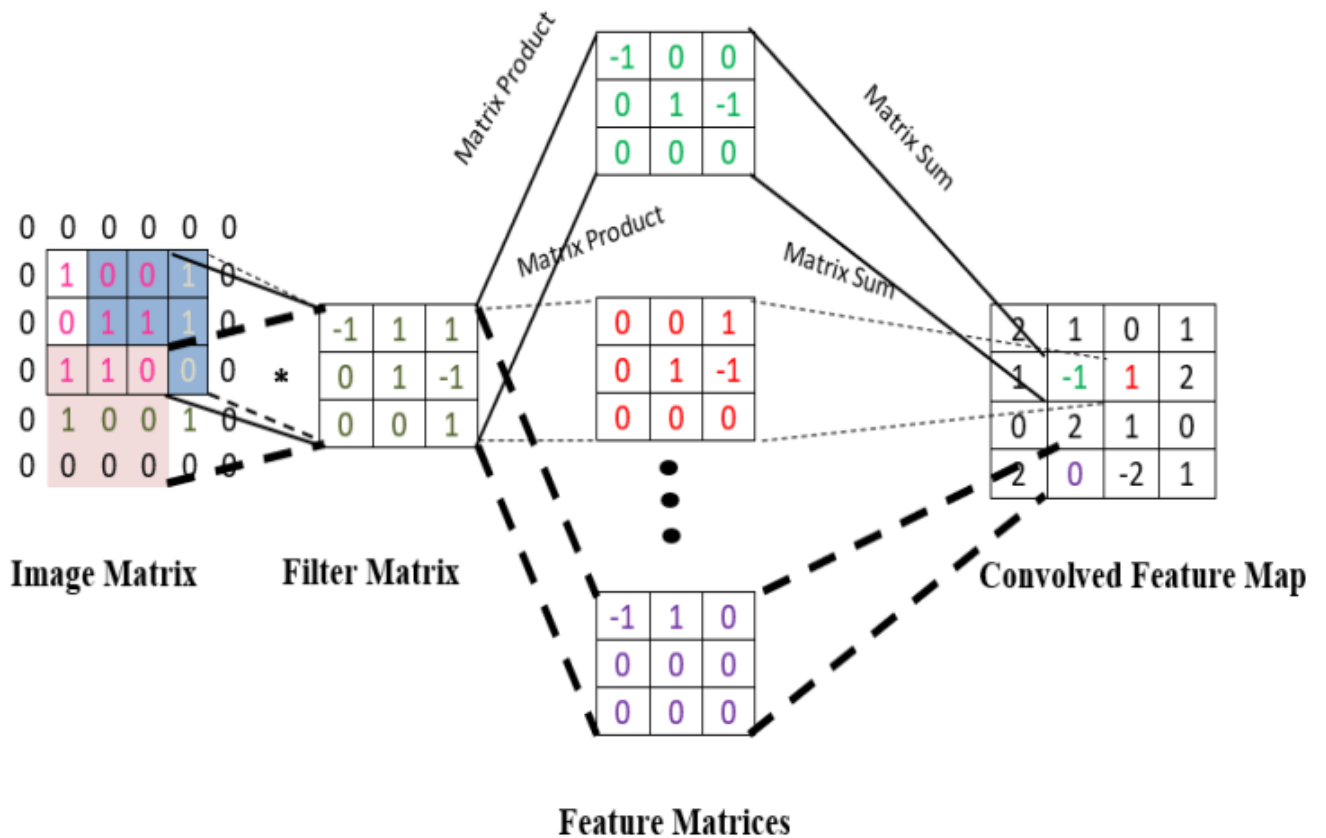 Matrix Product
-1 0 0
0 1 -1
0 0 0
Matrix Sum
0 0 0 0 0 0
0 1 0 0 1 0
0 0 1 1 1 0
0 1 1 0 0 0
0 1 0 0 1 0
0 0 0 0 0 0
*
-1 1 1
0 1 -1
0 0 1
Matrix Product
0 0 1
0 1 -1
0 0 0
Matrix Sum
2 1 0 1
1 -1 1 2
0 2 1 0
2 0 -2 1
Image Matrix
Filter Matrix
Convolved Feature Map
-1 1 0
0 0 0
0 0 0
Feature Matrices